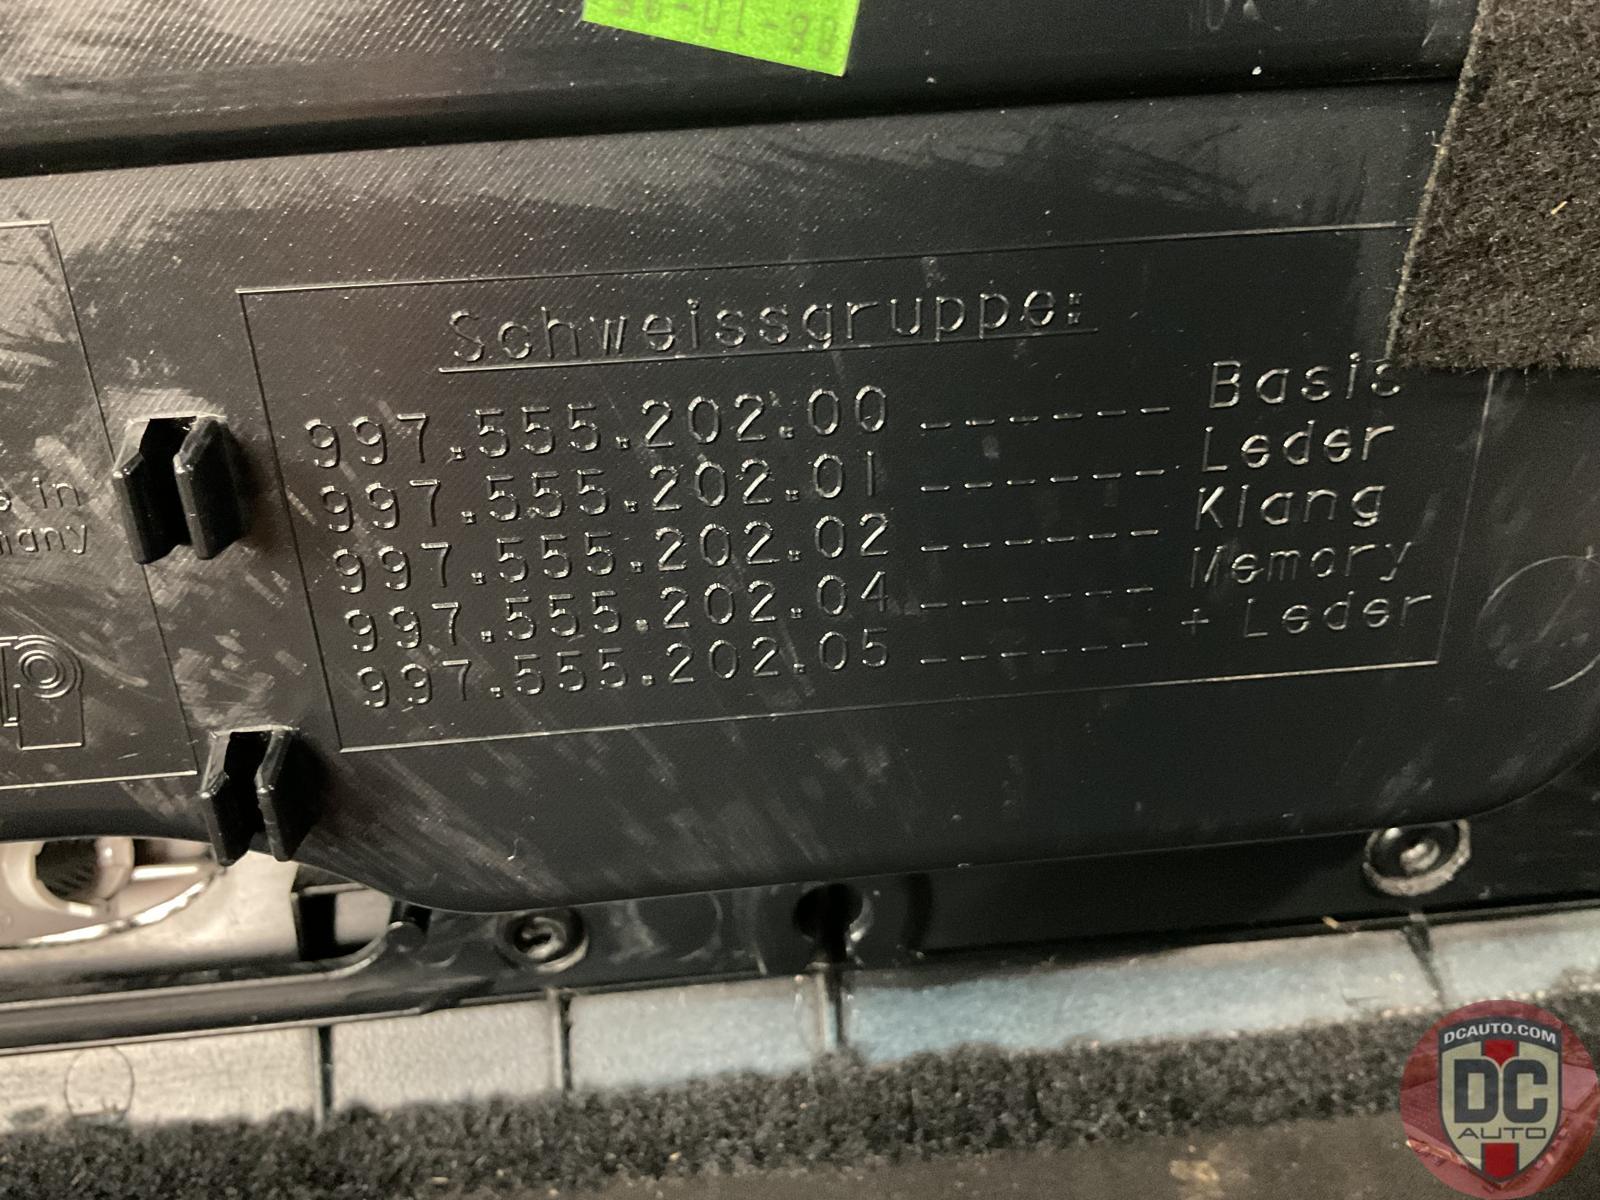 Schweissgruppe:
997.555.202.00 ------ Basis
997.555.202.01 ------ Leder
997.555.202.02 ------ Klang
997.555.202.04 ------ Memory
997.555.202.05 ------ + Leder
in
DCAUTO.COM
DC
AUTO